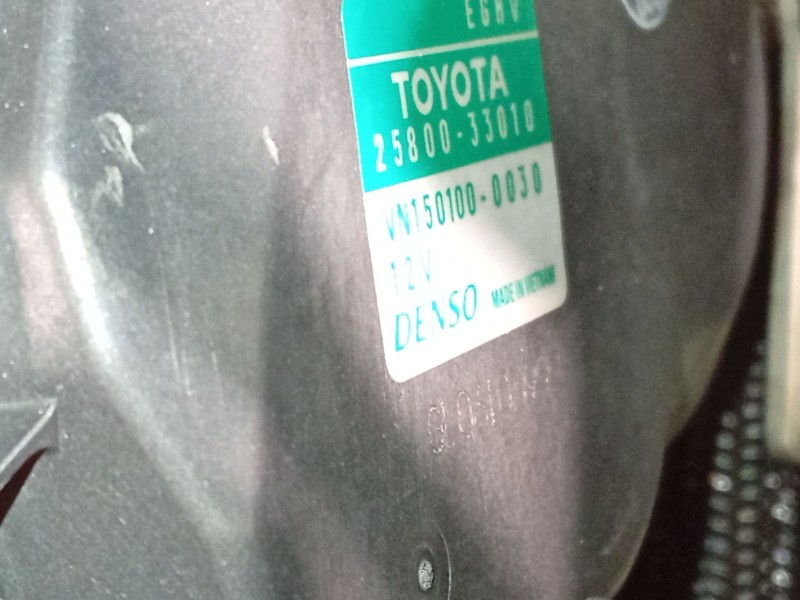 EGRV
TOYOTA
25800-33010
VN150100-0030
12V
DENSO MADE IN VIETNAM